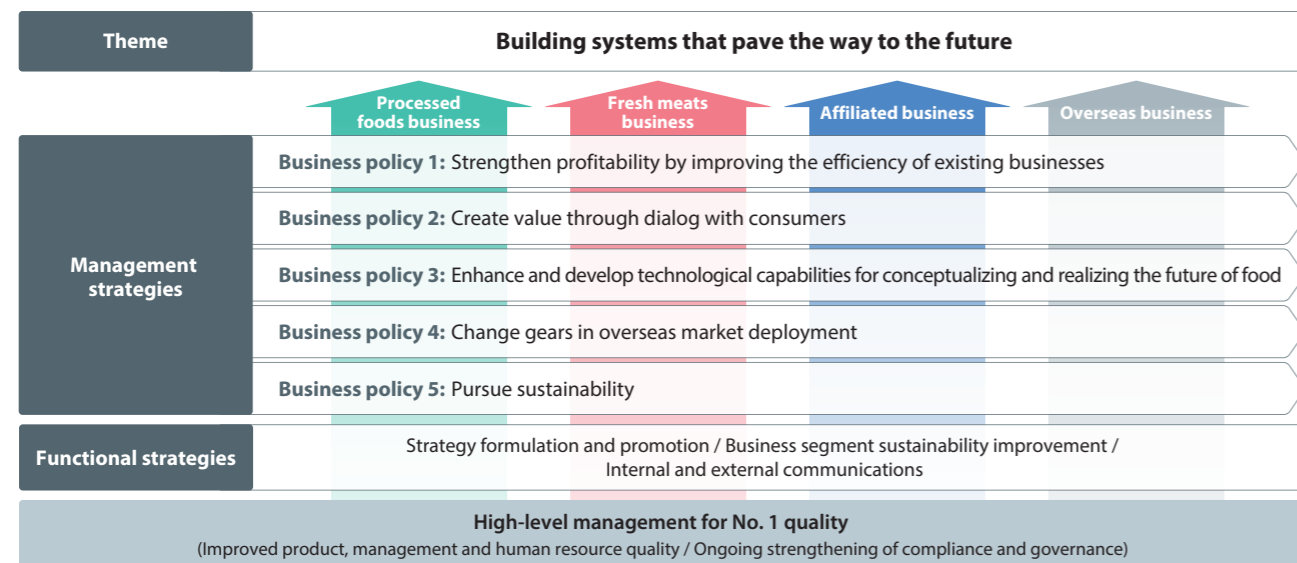 Theme
Building systems that pave the way to the future
Processed
foods business
Fresh meats
business
Affiliated business
Overseas business
Management
strategies
Business policy 1: Strengthen profitability by improving the efficiency of existing businesses
Business policy 2: Create value through dialog with consumers
Business policy 3: Enhance and develop technological capabilities for conceptualizing and realizing the future of food
Business policy 4: Change gears in overseas market deployment
Business policy 5: Pursue sustainability
Functional strategies
Strategy formulation and promotion / Business segment sustainability improvement /
Internal and external communications
High-level management for No. 1 quality
(Improved product, management and human resource quality / Ongoing strengthening of compliance and governance)